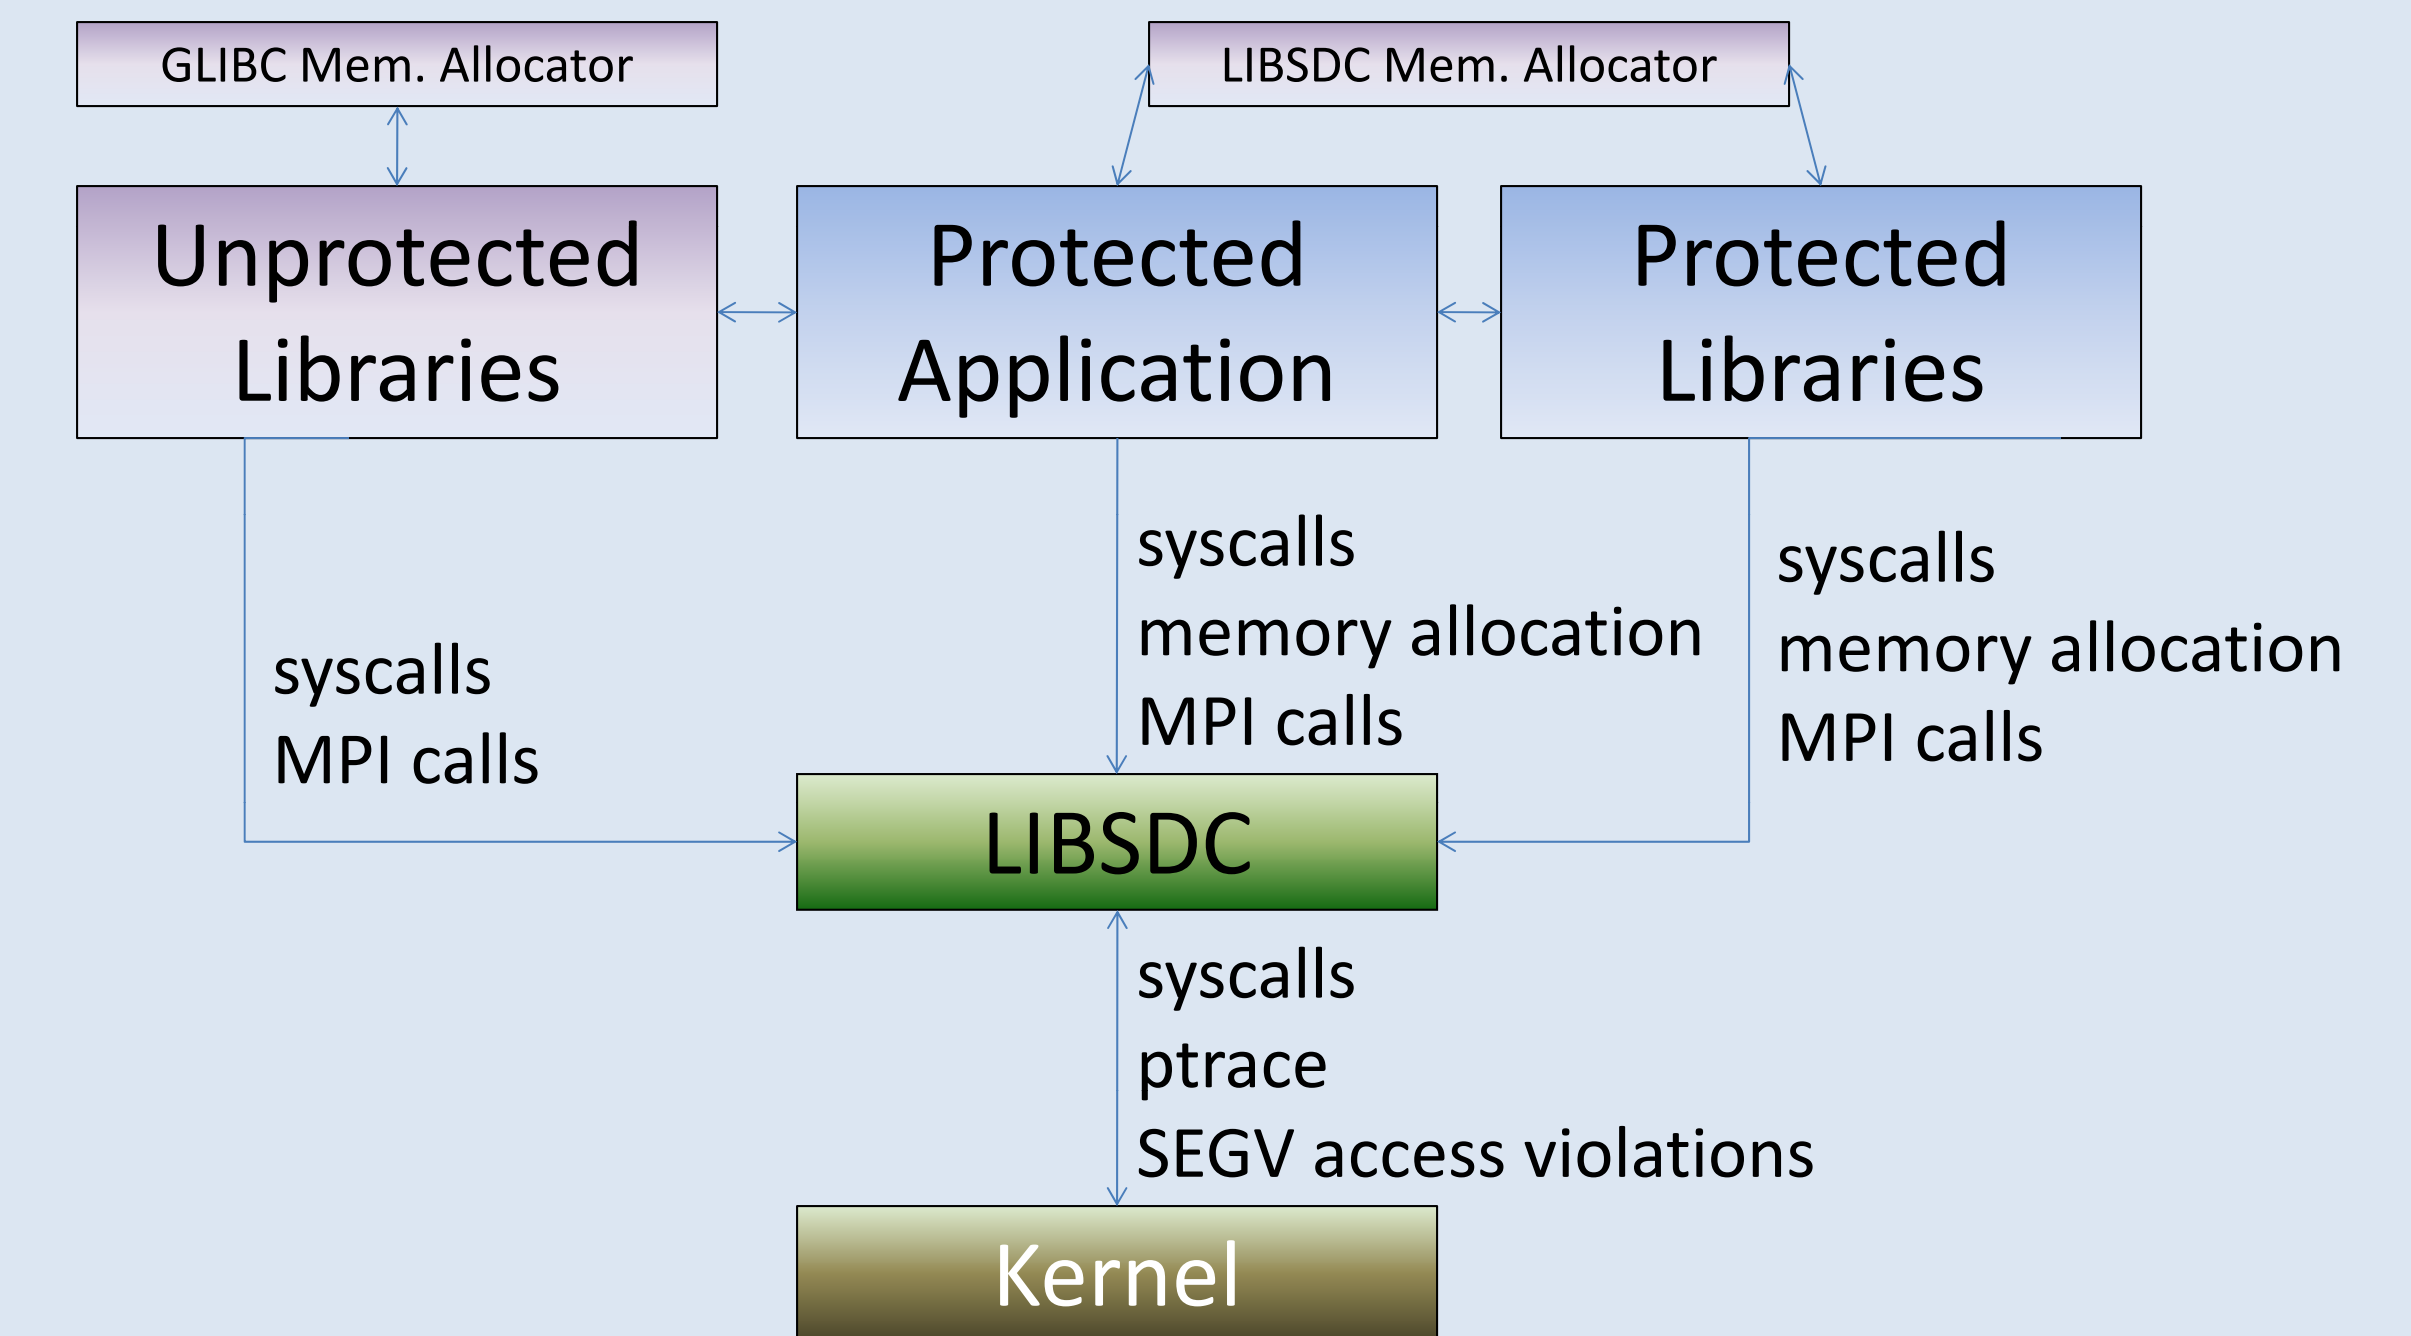 GLIBC Mem. Allocator
LIBSDC Mem. Allocator
Unprotected
Libraries
Protected
Application
Protected
Libraries
syscalls
MPI calls
syscalls
memory allocation
MPI calls
syscalls
memory allocation
MPI calls
LIBSDC
syscalls
ptrace
SEGV access violations
Kernel